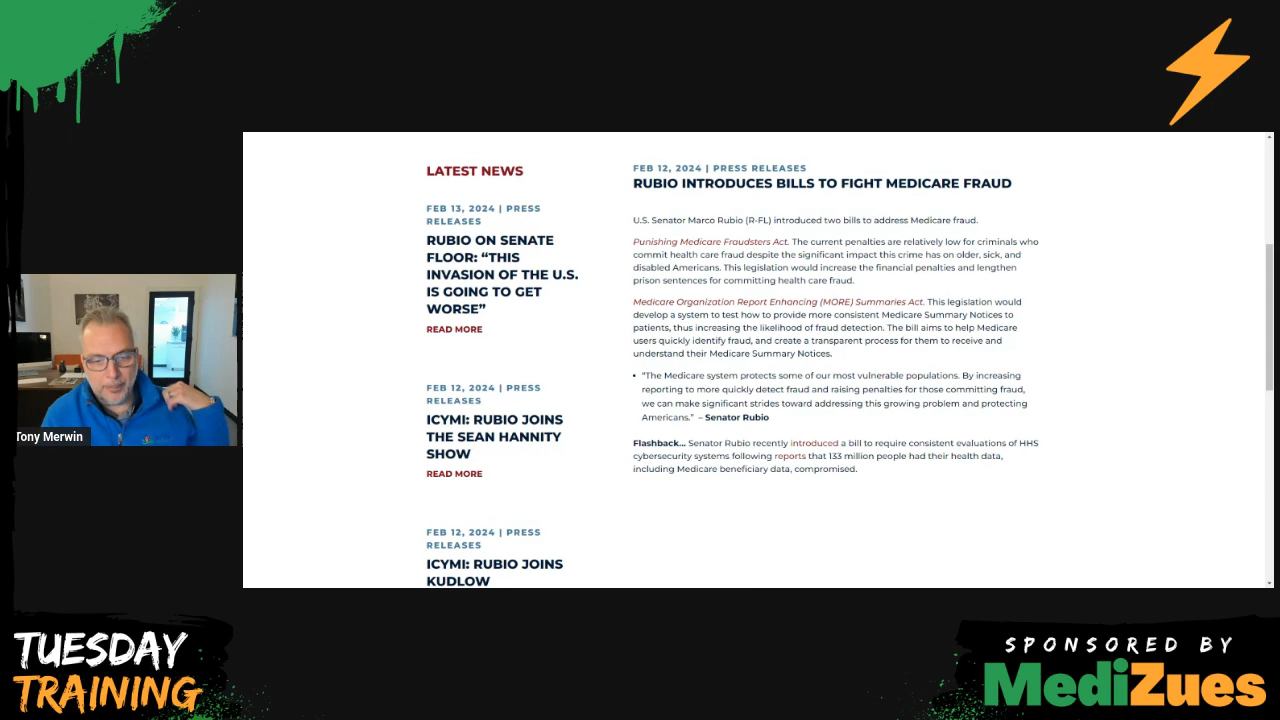 LATEST NEWS
FEB 13, 2024 | PRESS
RELEASES
RUBIO ON SENATE
FLOOR: “THIS
INVASION OF THE U.S.
IS GOING TO GET
WORSE”
READ MORE
FEB 12, 2024 | PRESS
RELEASES
ICYMI: RUBIO JOINS
THE SEAN HANNITY
SHOW
READ MORE
FEB 12, 2024 | PRESS
RELEASES
ICYMI: RUBIO JOINS
KUDLOW
FEB 12, 2024 | PRESS RELEASES
RUBIO INTRODUCES BILLS TO FIGHT MEDICARE FRAUD
U.S. Senator Marco Rubio (R-FL) introduced two bills to address Medicare fraud.
Punishing Medicare Fraudsters Act. The current penalties are relatively low for criminals who
commit health care fraud despite the significant impact this crime has on older, sick, and
disabled Americans. This legislation would increase the financial penalties and lengthen
prison sentences for committing health care fraud.
Medicare Organization Report Enhancing (MORE) Summaries Act. This legislation would
develop a system to test how to provide more consistent Medicare Summary Notices to
patients, thus increasing the likelihood of fraud detection. The bill aims to help Medicare
users quickly identify fraud, and create a transparent process for them to receive and
understand their Medicare Summary Notices.
▪ “The Medicare system protects some of our most vulnerable populations. By increasing
reporting to more quickly detect fraud and raising penalties for those committing fraud,
we can make significant strides toward addressing this growing problem and protecting
Americans.” – Senator Rubio
Flashback... Senator Rubio recently introduced a bill to require consistent evaluations of HHS
cybersecurity systems following reports that 133 million people had their health data,
including Medicare beneficiary data, compromised.
Tony Merwin
TUESDAY
TRAINING
SPONSORED BY
MediZues